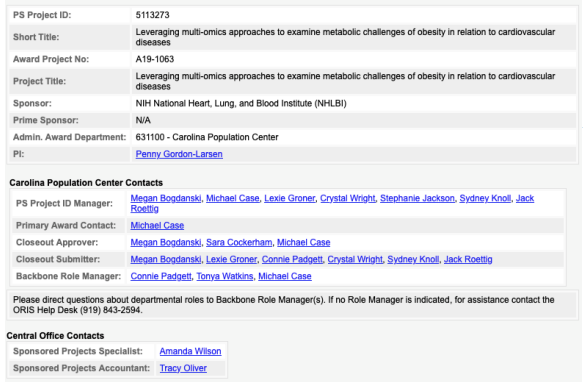 PS Project ID: 5113273
Short Title: Leveraging multi-omics approaches to examine metabolic challenges of obesity in relation to cardiovascular
diseases
Award Project No: A19-1063
Project Title: Leveraging multi-omics approaches to examine metabolic challenges of obesity in relation to cardiovascular
diseases
Sponsor: NIH National Heart, Lung, and Blood Institute (NHLBI)
Prime Sponsor: N/A
Admin. Award Department: 631100 - Carolina Population Center
PI: Penny Gordon-Larsen
Carolina Population Center Contacts
PS Project ID Manager: Megan Bogdanski, Michael Case, Lexie Groner, Crystal Wright, Stephanie Jackson, Sydney Knoll, Jack
Roettig
Primary Award Contact: Michael Case
Closeout Approver: Megan Bogdanski, Sara Cockerham, Michael Case
Closeout Submitter: Megan Bogdanski, Lexie Groner, Connie Padgett, Crystal Wright, Sydney Knoll, Jack Roettig
Backbone Role Manager: Connie Padgett, Tonya Watkins, Michael Case
Please direct questions about departmental roles to Backbone Role Manager(s). If no Role Manager is indicated, for assistance contact the
ORIS Help Desk (919) 843-2594.
Central Office Contacts
Sponsored Projects Specialist: Amanda Wilson
Sponsored Projects Accountant: Tracy Oliver